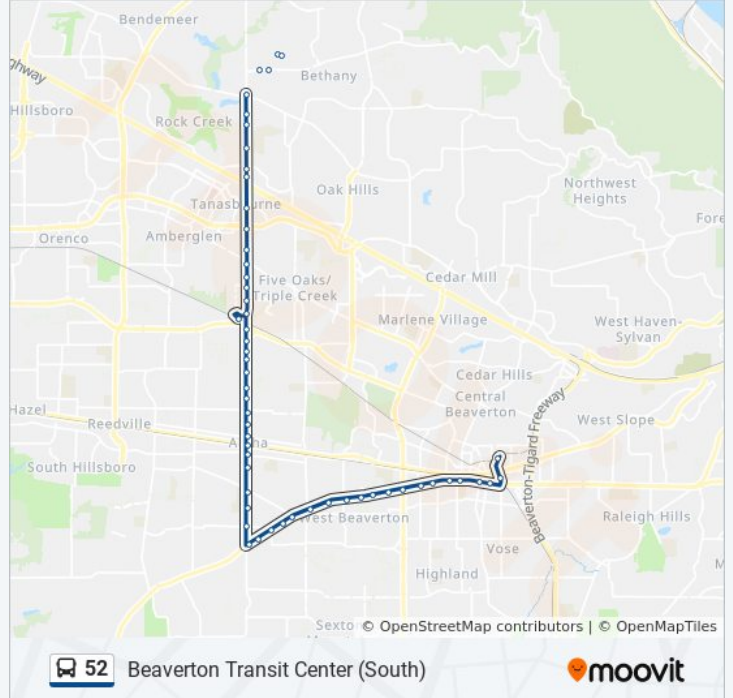 Bendemeer
ghway
Bethany
Hillsboro
Rock Creek
Oak Hills
Northwest
Heights
Tanasbourne
Fore
Orenco
Amberglen
Five Oaks/
Triple Creek
Cedar Mill
Marlene Village
West Haven-
Sylvan
Cedar Hills
Central
Beaverton
Hazel
Reedville
Beaverton-Tigard Freeway
West Slope
Aloha
South Hillsboro
West Beaverton
Raleigh Hills
Vose
Highland
M
Sexto
© OpenStreetMap contributors | © OpenMapTiles
52 Beaverton Transit Center (South)
moovit